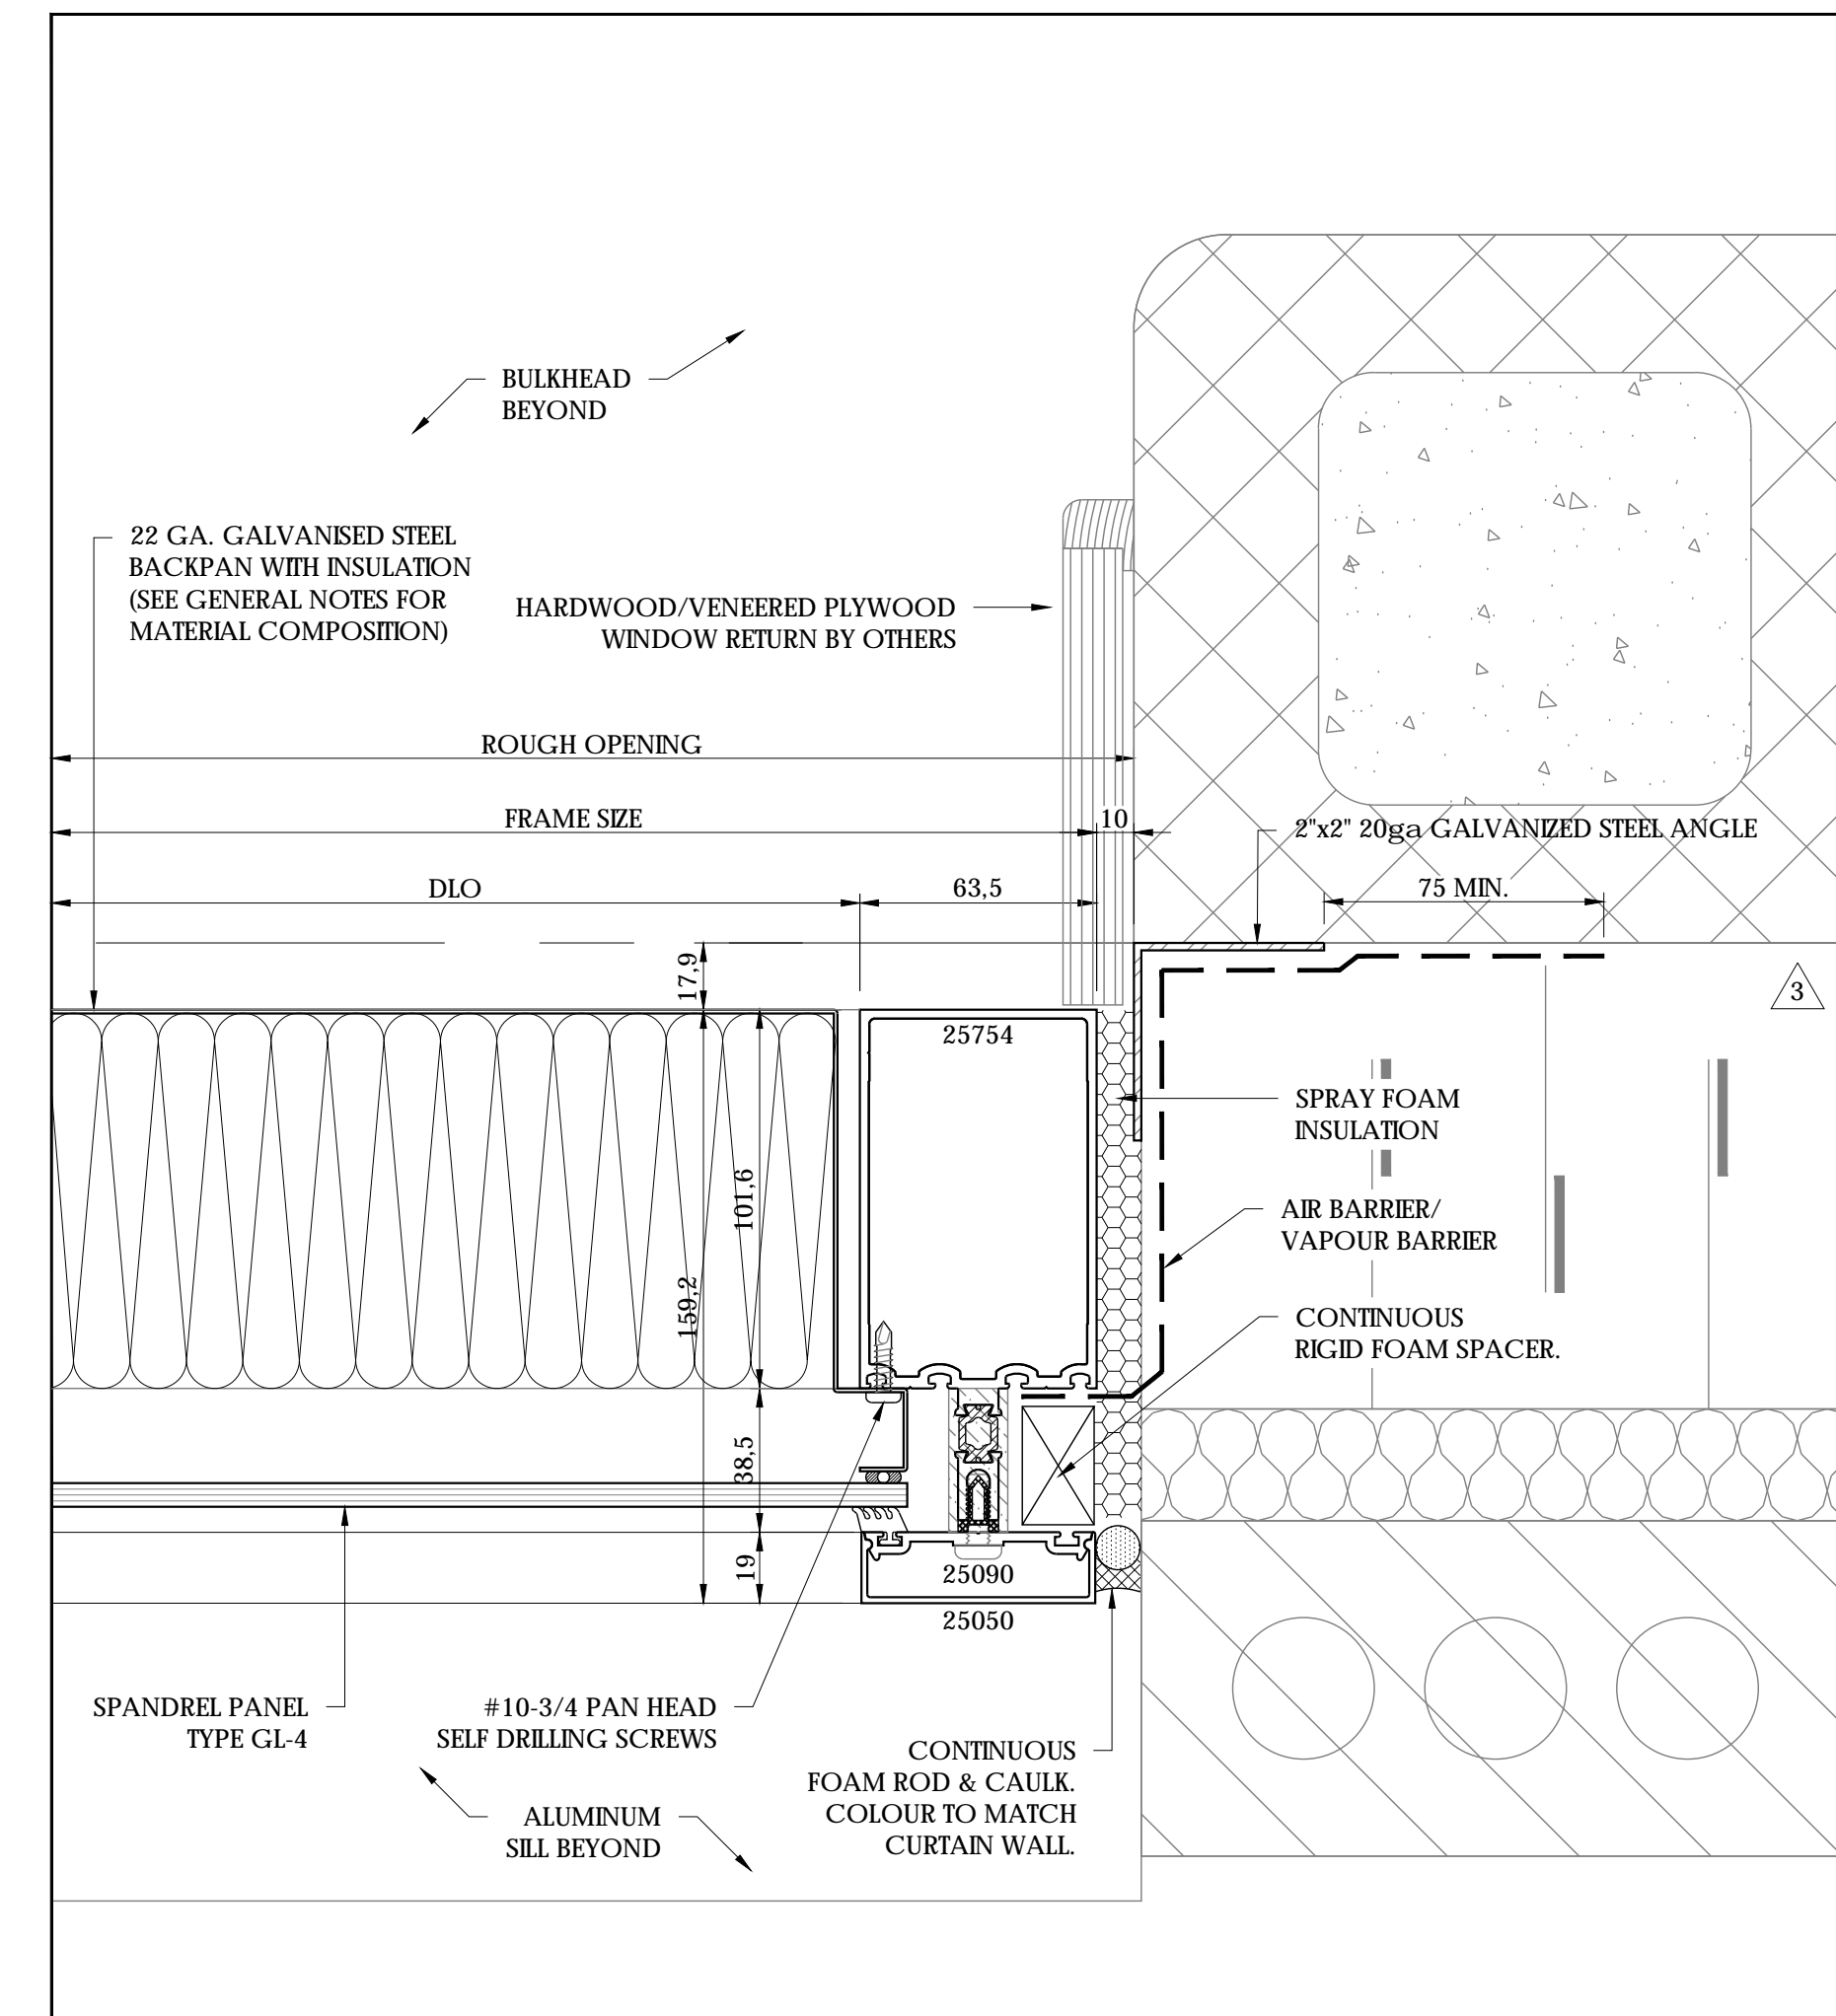 BULKHEAD
BEYOND
22 GA. GALVANISED STEEL
BACKPAN WITH INSULATION
(SEE GENERAL NOTES FOR
MATERIAL COMPOSITION)
HARDWOOD/VENEERED PLYWOOD
WINDOW RETURN BY OTHERS
ROUGH OPENING
FRAME SIZE
10
2"x2" 20ga GALVANIZED STEEL ANGLE
DLO
63,5
75 MIN.
17,9
3
25754
SPRAY FOAM
INSULATION
101,6
AIR BARRIER/
VAPOUR BARRIER
159,2
CONTINUOUS
RIGID FOAM SPACER.
38,5
19
25090
25050
SPANDREL PANEL
TYPE GL-4
#10-3/4 PAN HEAD
SELF DRILLING SCREWS
CONTINUOUS
FOAM ROD & CAULK.
COLOUR TO MATCH
CURTAIN WALL.
ALUMINUM
SILL BEYOND